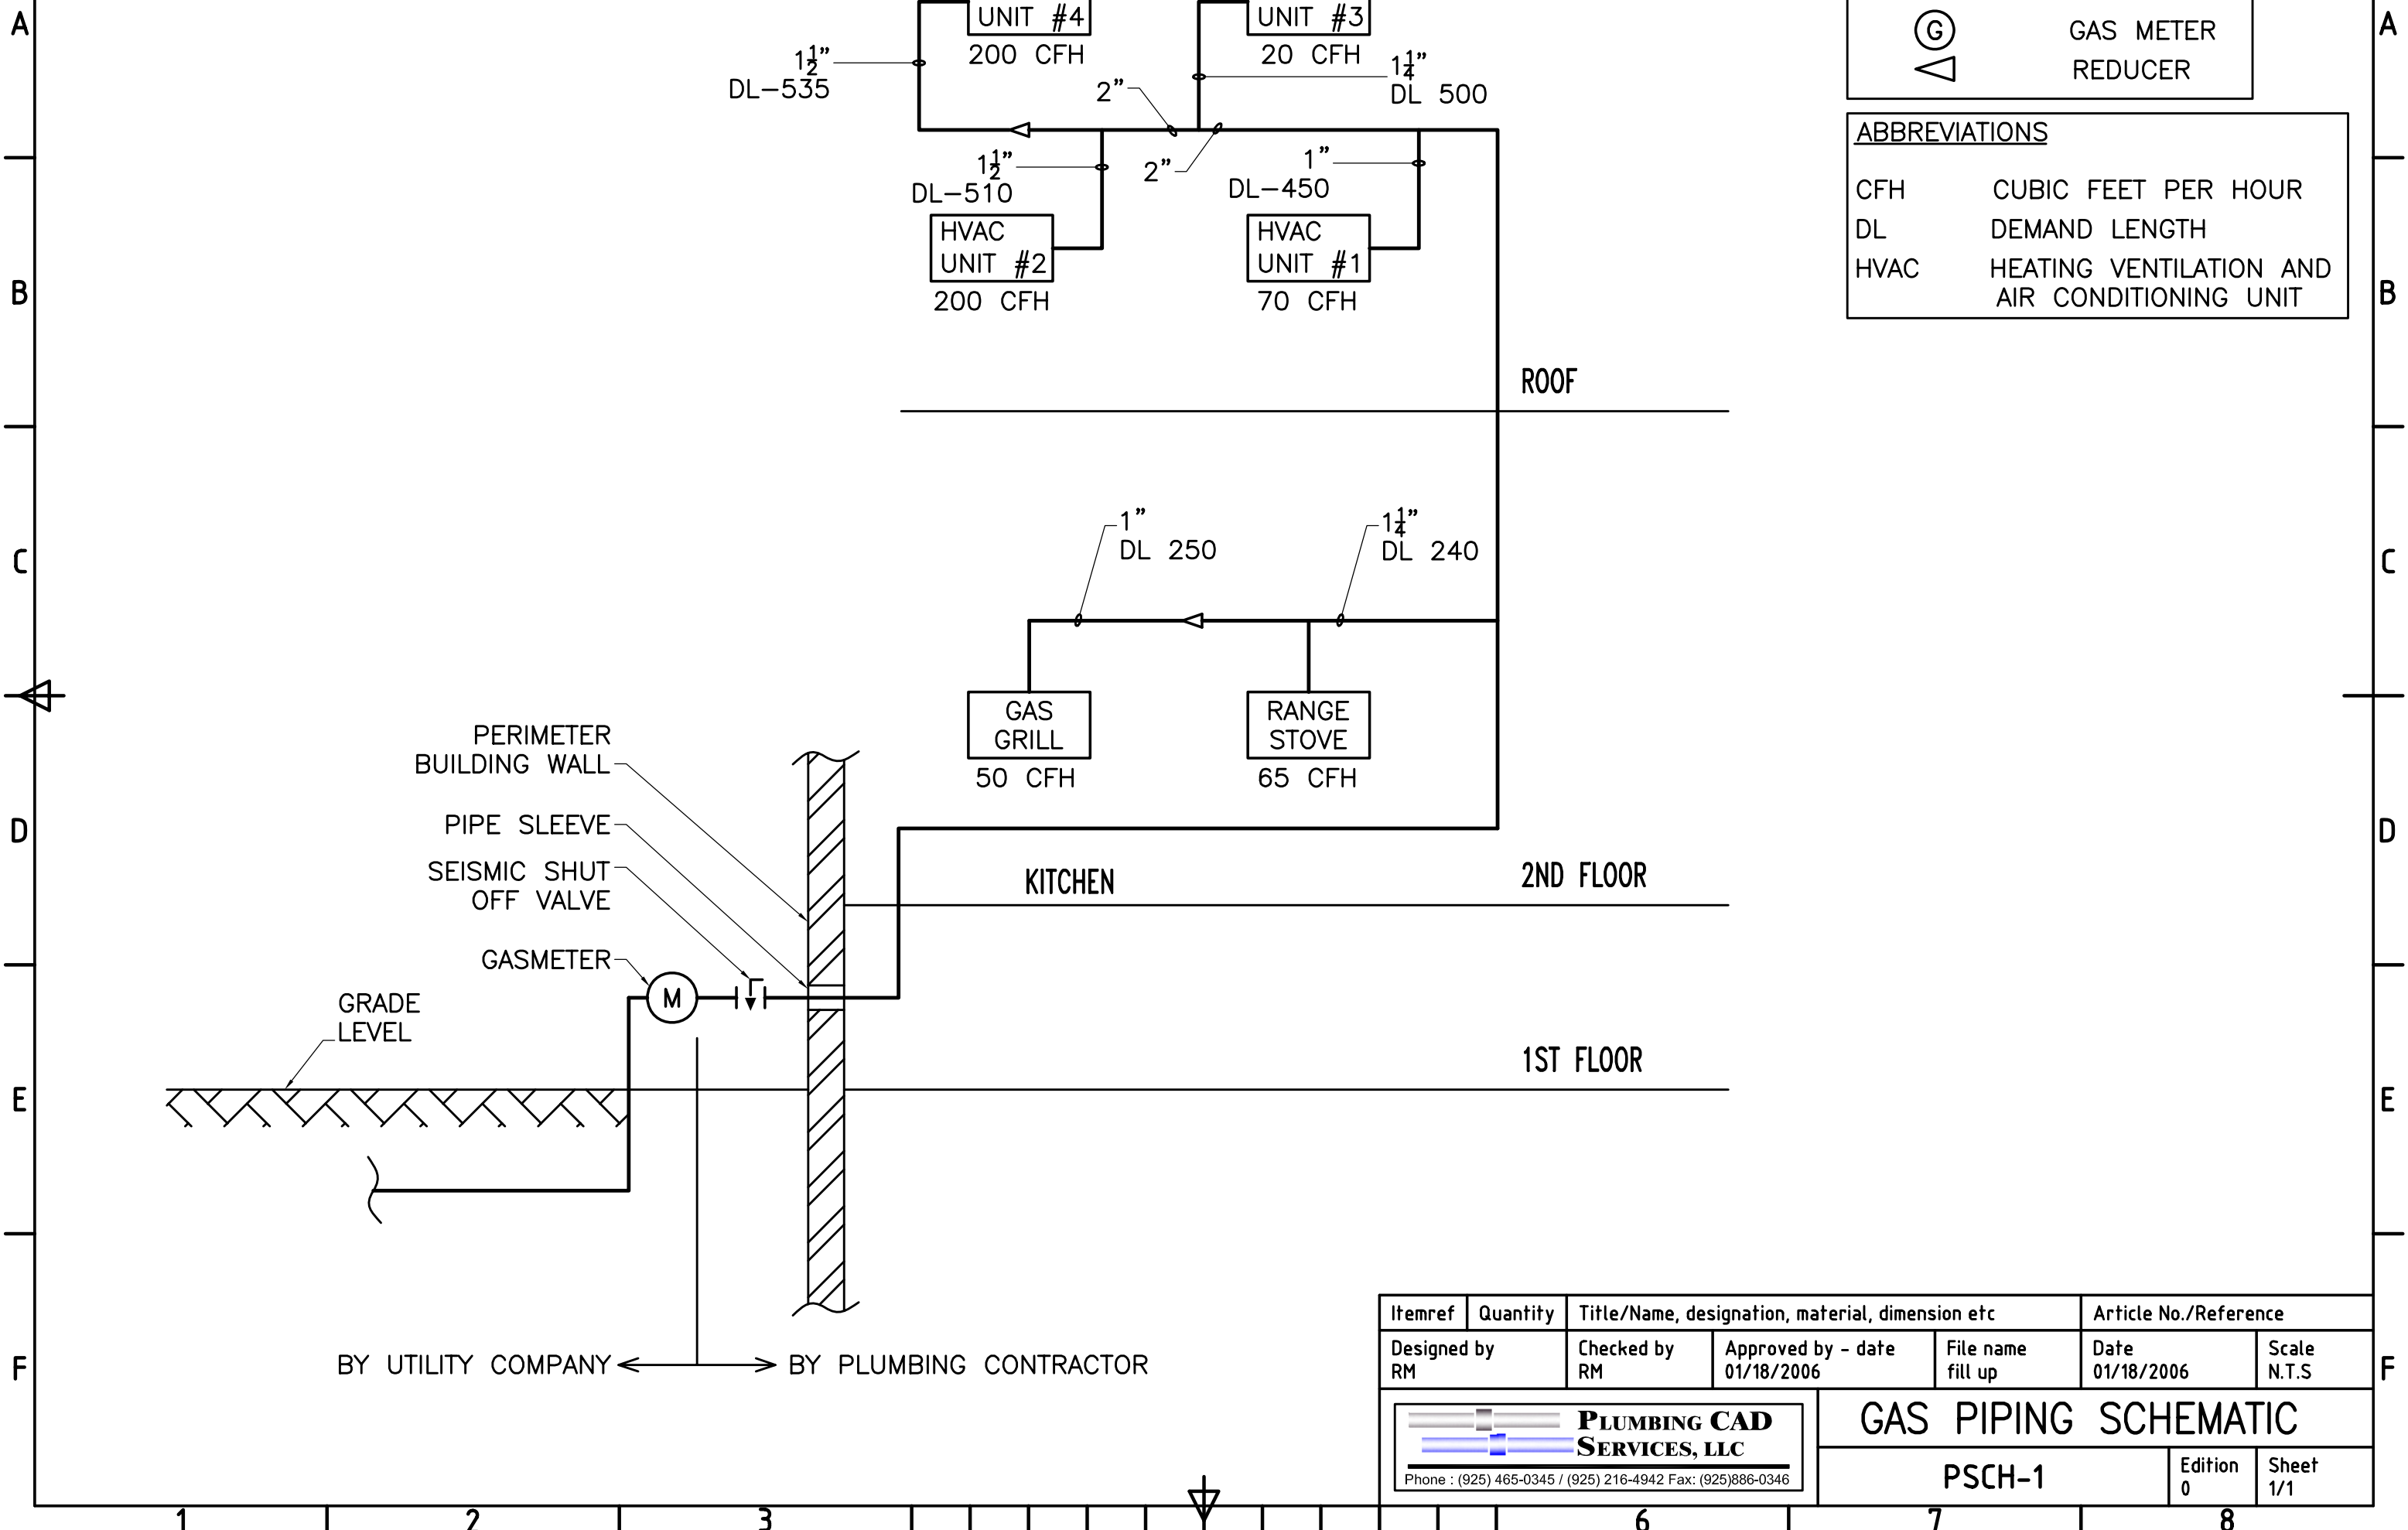 A
A
UNIT #4
200 CFH
UNIT #3
20 CFH
1 1/2”
DL-535
2”
1 1/4”
DL 500
G
GAS METER
REDUCER
1 1/2”
DL-510
2”
1”
DL-450
HVAC
UNIT #2
200 CFH
HVAC
UNIT #1
70 CFH
ABBREVIATIONS
CFH CUBIC FEET PER HOUR
DL DEMAND LENGTH
HVAC HEATING VENTILATION AND
AIR CONDITIONING UNIT
B
B
ROOF
C
C
1”
DL 250
1 1/4”
DL 240
GAS
GRILL
50 CFH
RANGE
STOVE
65 CFH
PERIMETER
BUILDING WALL
PIPE SLEEVE
SEISMIC SHUT
OFF VALVE
GASMETER
M
D
D
KITCHEN
2ND FLOOR
GRADE
LEVEL
1ST FLOOR
E
E
BY UTILITY COMPANY
BY PLUMBING CONTRACTOR
F
F
Itemref
Quantity
Title/Name, designation, material, dimension etc
Article No./Reference
Designed by
RM
Checked by
RM
Approved by - date
01/18/2006
File name
fill up
Date
01/18/2006
Scale
N.T.S
PLUMBING CAD
SERVICES, LLC
Phone : (925) 465-0345 / (925) 216-4942 Fax: (925)886-0346
GAS PIPING SCHEMATIC
PSCH-1
Edition
0
Sheet
1/1
1
2
3
6
7
8